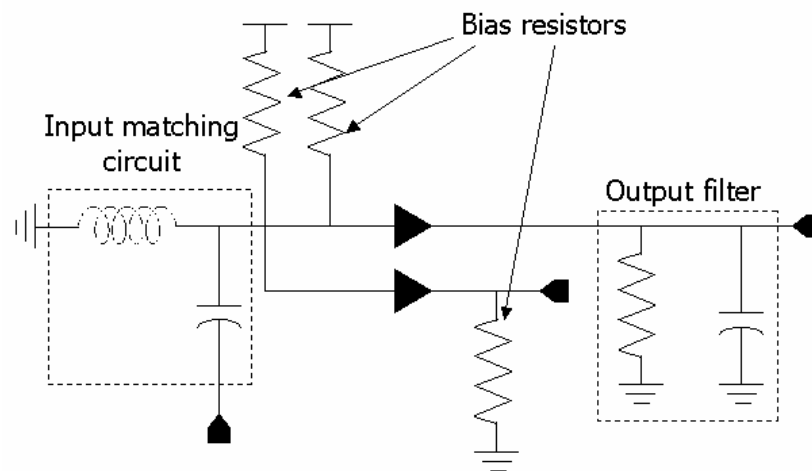 Bias resistors
Input matching
circuit
Output filter